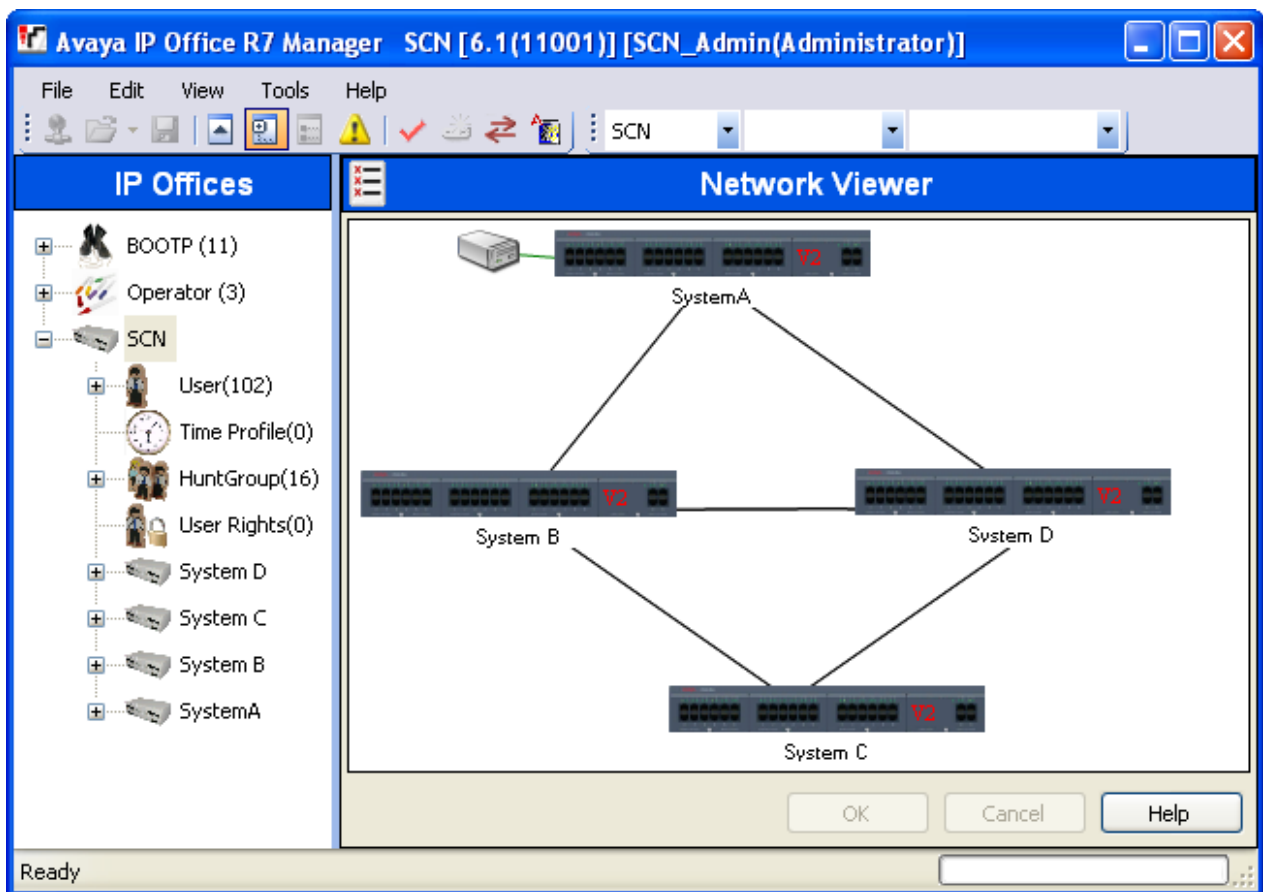 Avaya IP Office R7 Manager SCN [6.1(11001)] [SCN_Admin(Administrator)]
File Edit View Tools Help
SCN
IP Offices
BOOTP (11)
Operator (3)
SCN
User(102)
Time Profile(0)
HuntGroup(16)
User Rights(0)
System D
System C
System B
SystemA
Network Viewer
V2
SystemA
V2
System B
V2
System D
V2
System C
OK Cancel Help
Ready